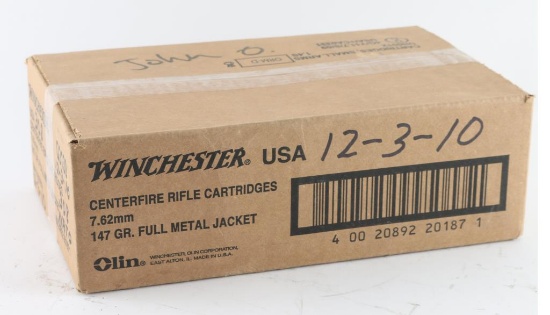 John O.
WINCHESTER® USA 12-3-10
CENTERFIRE RIFLE CARTRIDGES
7.62mm
147 GR. FULL METAL JACKET
Olin® WINCHESTER, OLIN CORPORATION,
EAST ALTON, IL MADE IN U.S.A.
4 00 20892 20187 1